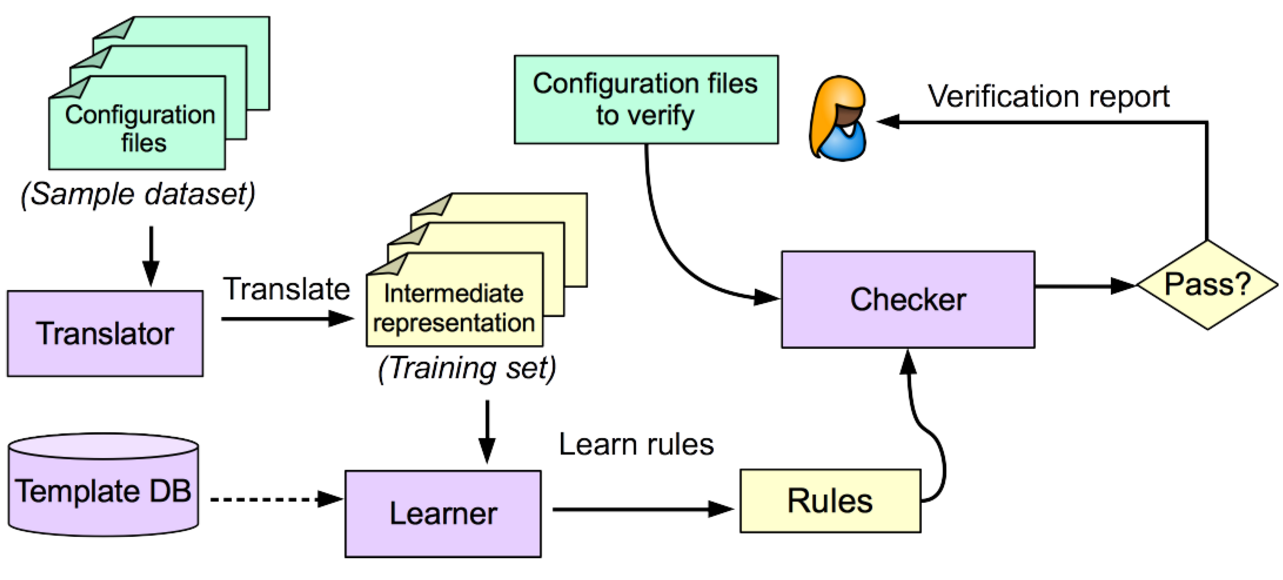 Configuration
files
(Sample dataset)
Configuration files
to verify
Verification report
Translator
Translate
Intermediate
representation
(Training set)
Checker
Pass?
Template DB
Learner
Learn rules
Rules